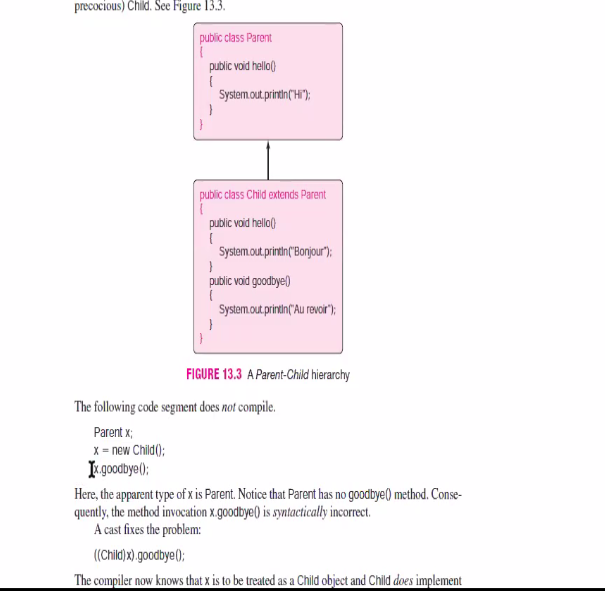 precocious) Child. See Figure 13.3.
public class Parent
{
public void hello()
{
System.out.println("Hi");
}
}
public class Child extends Parent
{
public void hello()
{
System.out.println("Bonjour");
}
public void goodbye()
{
System.out.println("Au revoir");
}
}
FIGURE 13.3 A Parent-Child hierarchy
The following code segment does not compile.
Parent x;
x = new Child();
x.goodbye();
Here, the apparent type of x is Parent. Notice that Parent has no goodbye() method. Conse-
quently, the method invocation x.goodbye() is syntactically incorrect.
A cast fixes the problem:
((Child)x).goodbye();
The compiler now knows that x is to be treated as a Child object and Child does implement